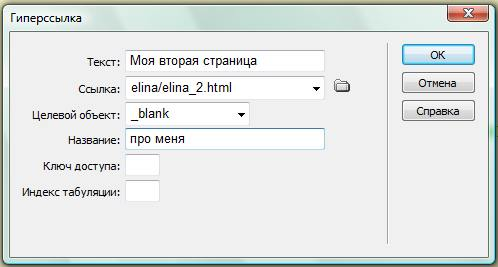 Гиперссылка
Текст: Моя вторая страница
Ссылка: elina/elina_2.html
Целевой объект: _blank
Название: про меня
Ключ доступа:
Индекс табуляции:
OK
Отмена
Справка